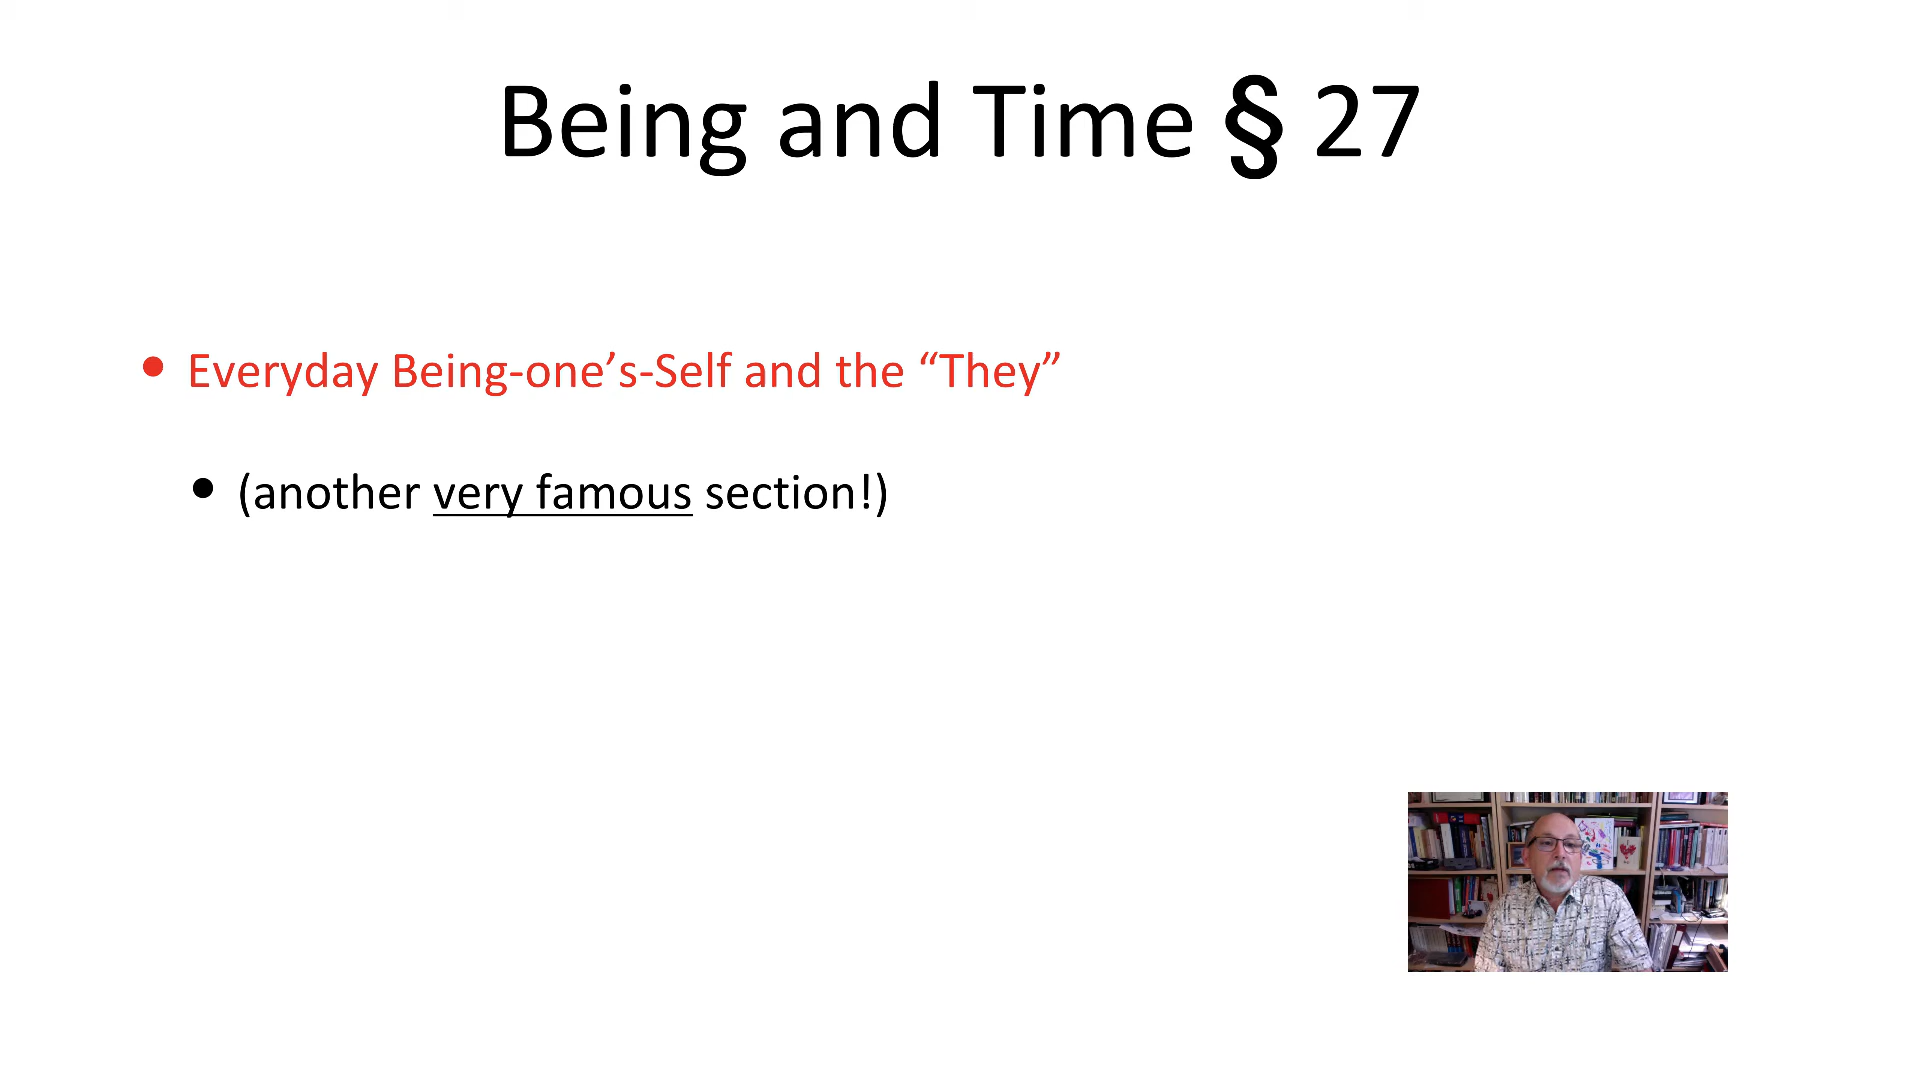 Being and Time § 27
• Everyday Being-one’s-Self and the “They”
• (another very famous section!)